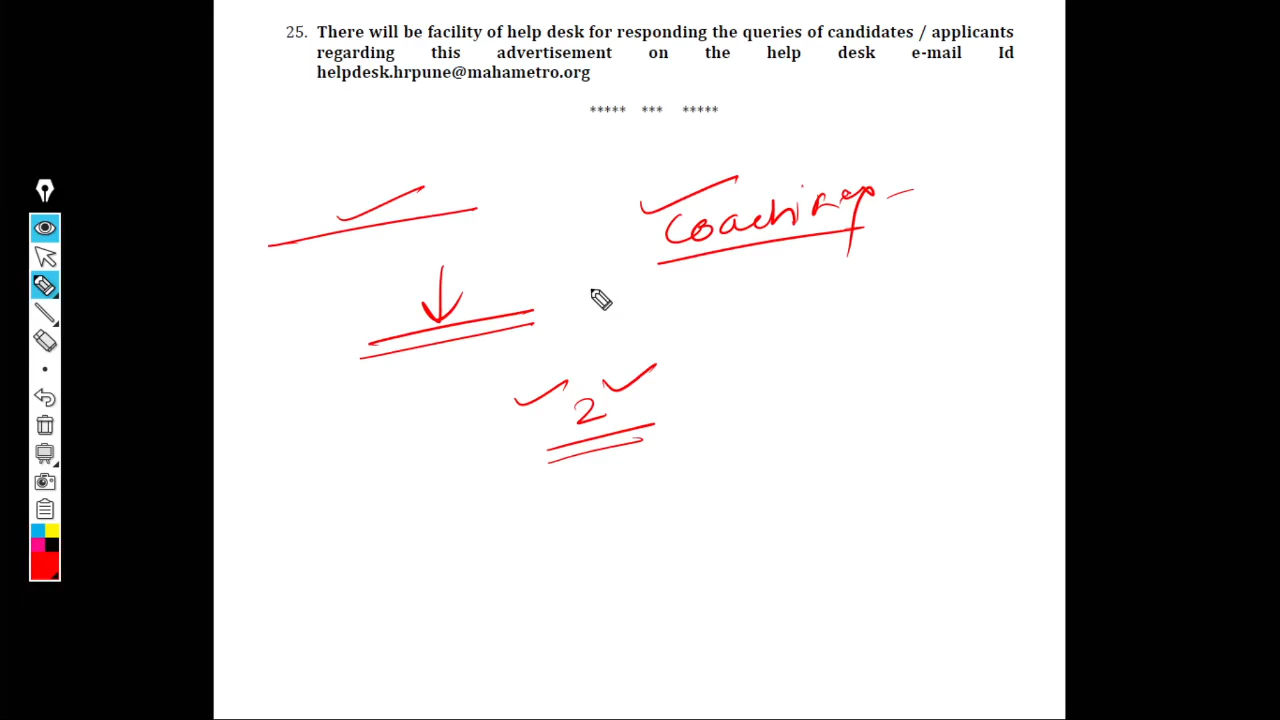 25. There will be facility of help desk for responding the queries of candidates / applicants
regarding this advertisement on the help desk e-mail Id
helpdesk.hrpune@mahametro.org
***** *** *****
Coaching
2